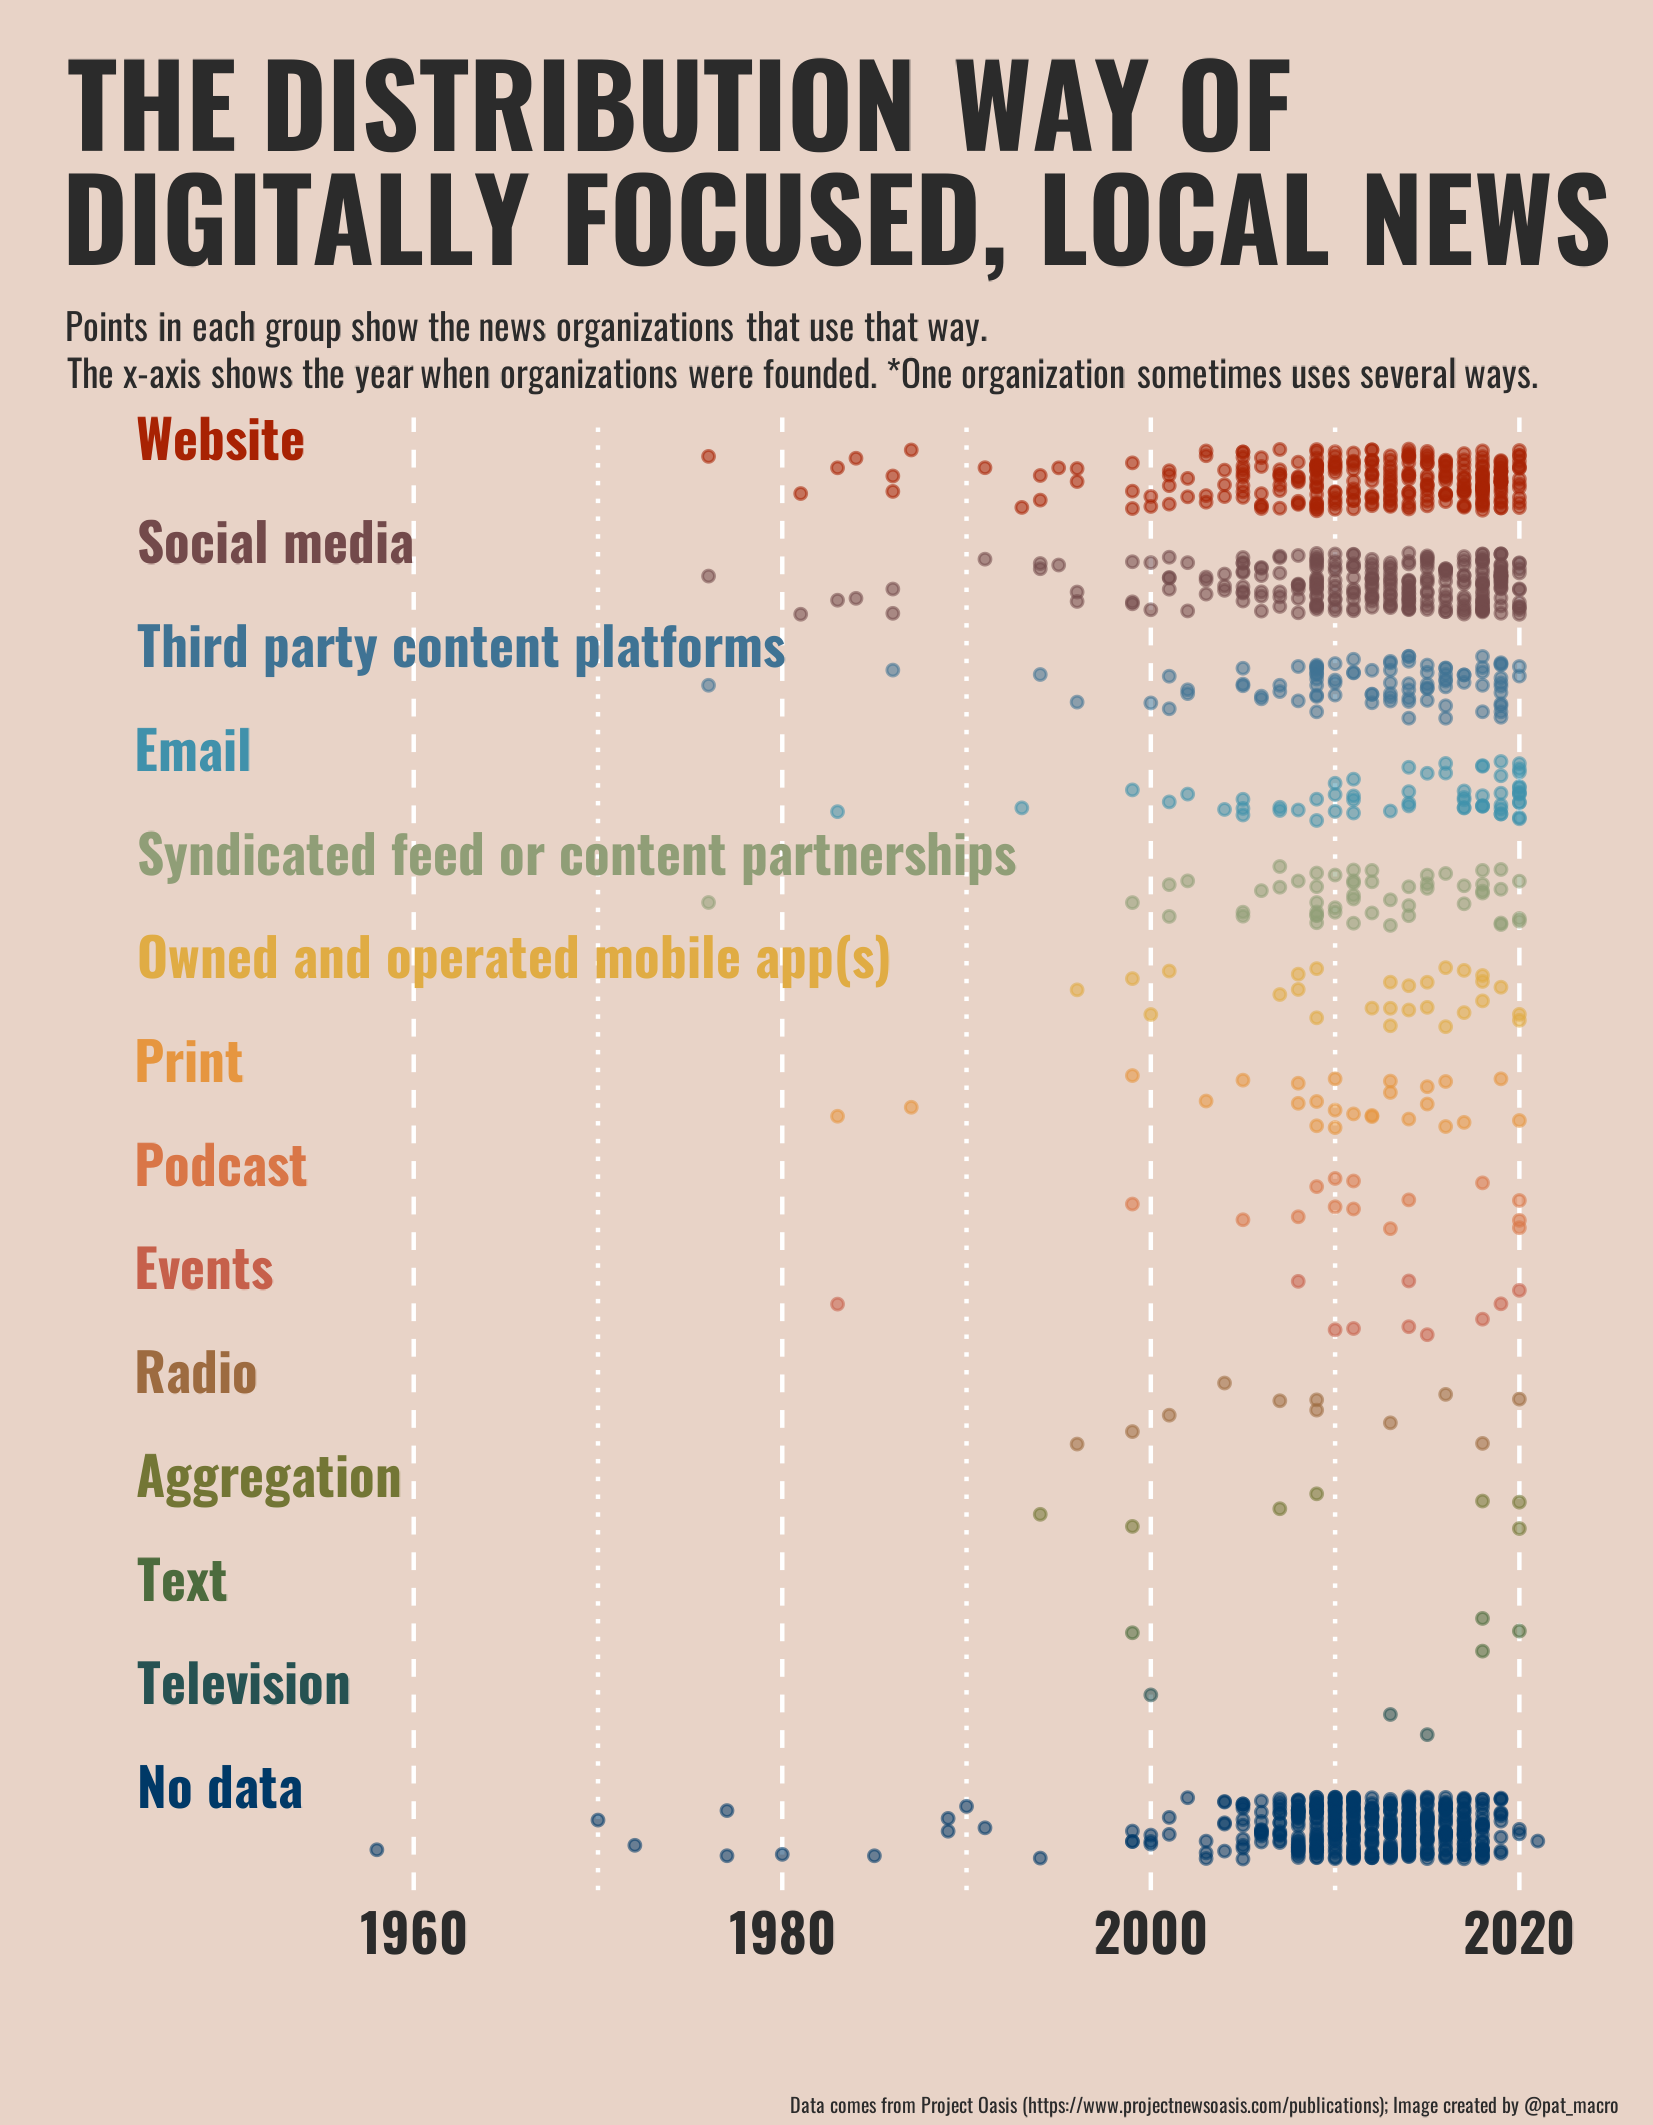 THE DISTRIBUTION WAY OF
DIGITALLY FOCUSED, LOCAL NEWS
Points in each group show the news organizations that use that way.
The x-axis shows the year when organizations were founded. *One organization sometimes uses several ways.
Website
Social media
Third party content platforms
Email
Syndicated feed or content partnerships
Owned and operated mobile app(s)
Print
Podcast
Events
Radio
Aggregation
Text
Television
No data
1960 1980 2000 2020
Data comes from Project Oasis (https://www.projectnewsoasis.com/publications); Image created by @pat_macro